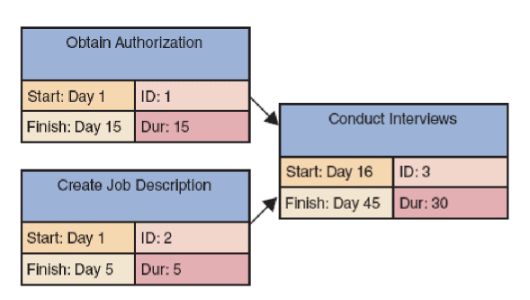 Obtain Authorization
Start: Day 1 ID: 1
Finish: Day 15 Dur: 15
Conduct Interviews
Start: Day 16 ID: 3
Finish: Day 45 Dur: 30
Create Job Description
Start: Day 1 ID: 2
Finish: Day 5 Dur: 5